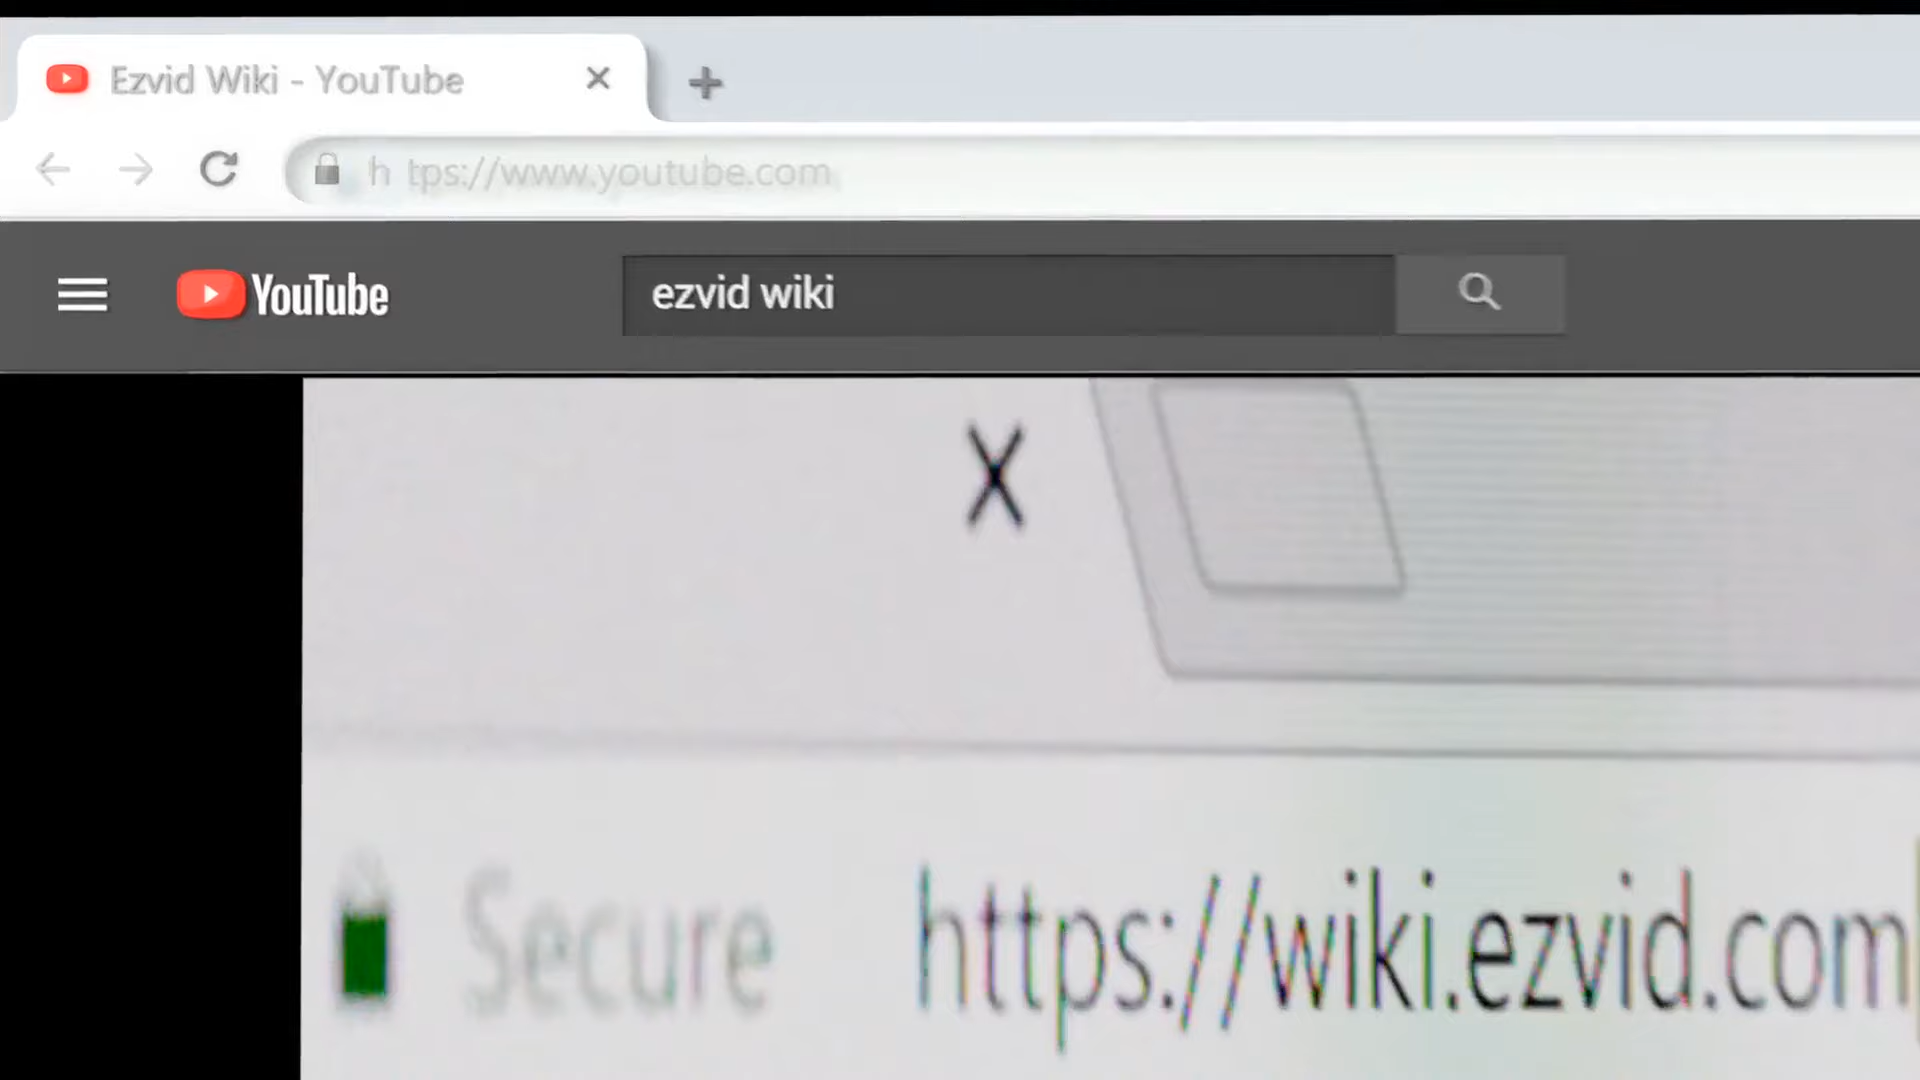 Ezvid Wiki - YouTube
h tps://www.youtube.com
YouTube
ezvid wiki
Secure
https://wiki.ezvid.com